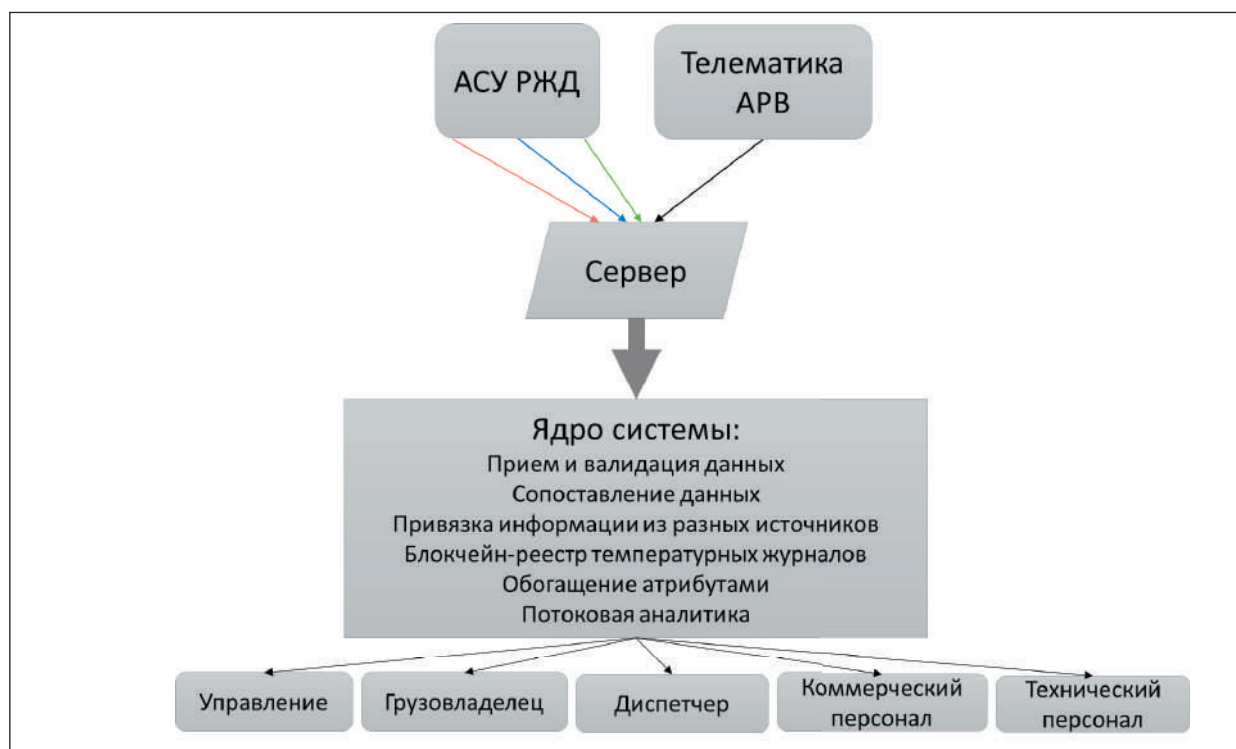 АСУ РЖД
Телематика
АРВ
Сервер
Ядро системы:
Прием и валидация данных
Сопоставление данных
Привязка информации из разных источников
Блокчейн-реестр температурных журналов
Обогащение атрибутами
Потоковая аналитика
Управление
Грузовладелец
Диспетчер
Коммерческий
персонал
Технический
персонал